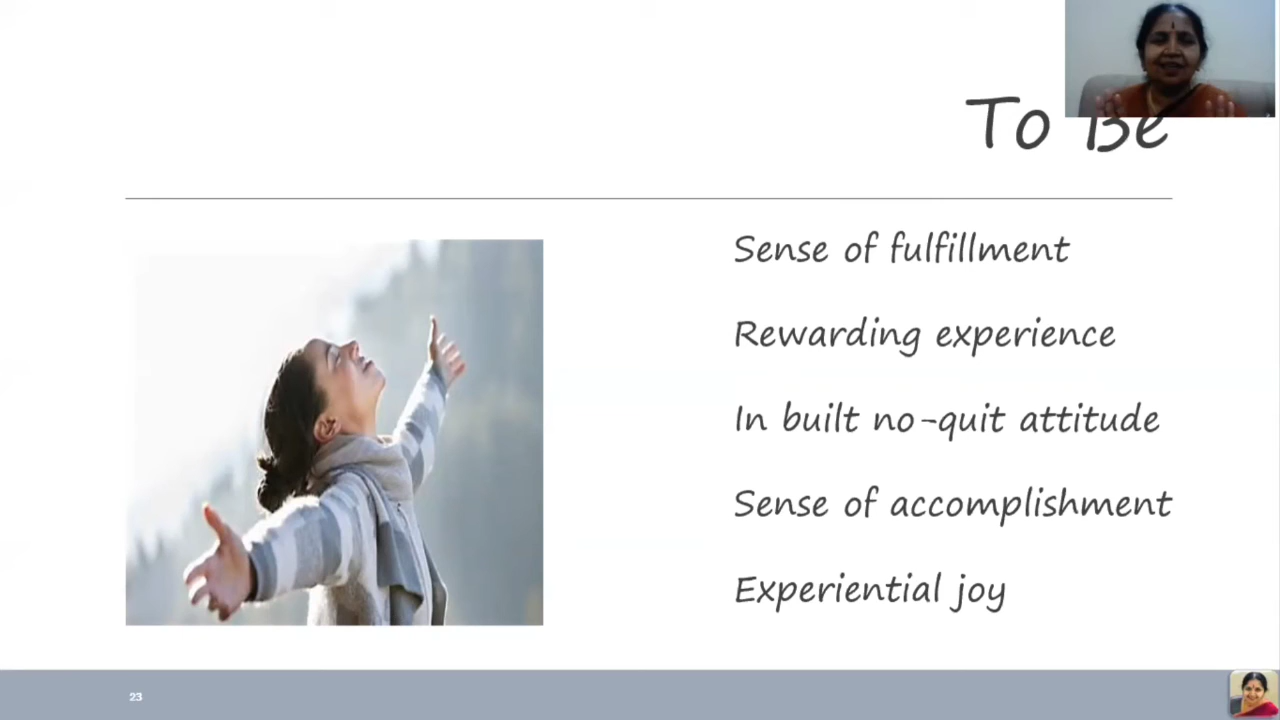 To Be
Sense of fulfillment
Rewarding experience
In built no-quit attitude
Sense of accomplishment
Experiential joy
23